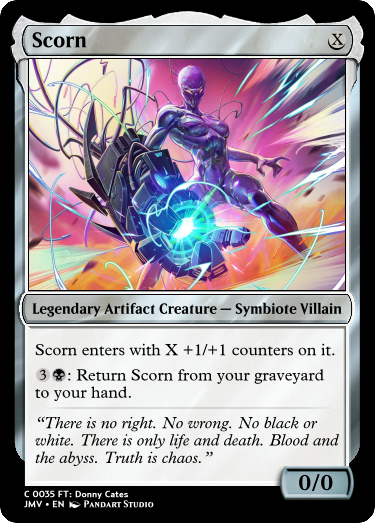 Scorn X
Legendary Artifact Creature — Symbiote Villain
Scorn enters with X +1/+1 counters on it.
3: Return Scorn from your graveyard
to your hand.
“There is no right. No wrong. No black or
white. There is only life and death. Blood and
the abyss. Truth is chaos.”
0/0
C 0035 FT: Donny Cates
JMV • EN Pandart Studio